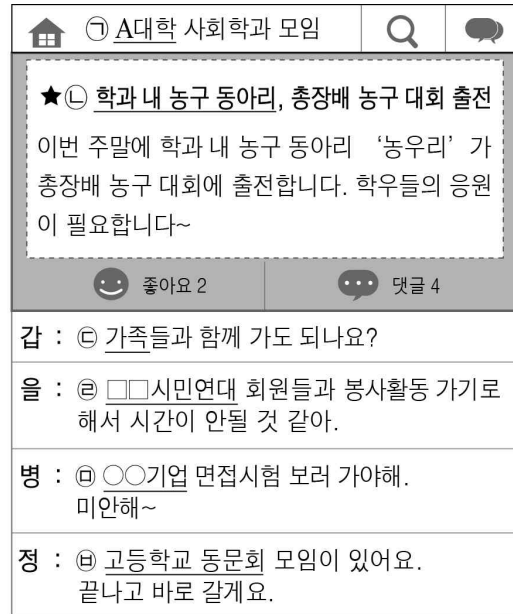 ㉠ A대학 사회학과 모임
★㉡ 학과 내 농구 동아리, 총장배 농구 대회 출전
이번 주말에 학과 내 농구 동아리 ‘농우리’가
총장배 농구 대회에 출전합니다. 학우들의 응원
이 필요합니다~
좋아요 2
댓글 4
갑 : ㉢ 가족들과 함께 가도 되나요?
을 : ㉣ □□시민연대 회원들과 봉사활동 가기로
해서 시간이 안될 것 같아.
병 : ㉤ ○○기업 면접시험 보러 가야해.
미안해~
정 : ㉥ 고등학교 동문회 모임이 있어요.
끝나고 바로 갈게요.